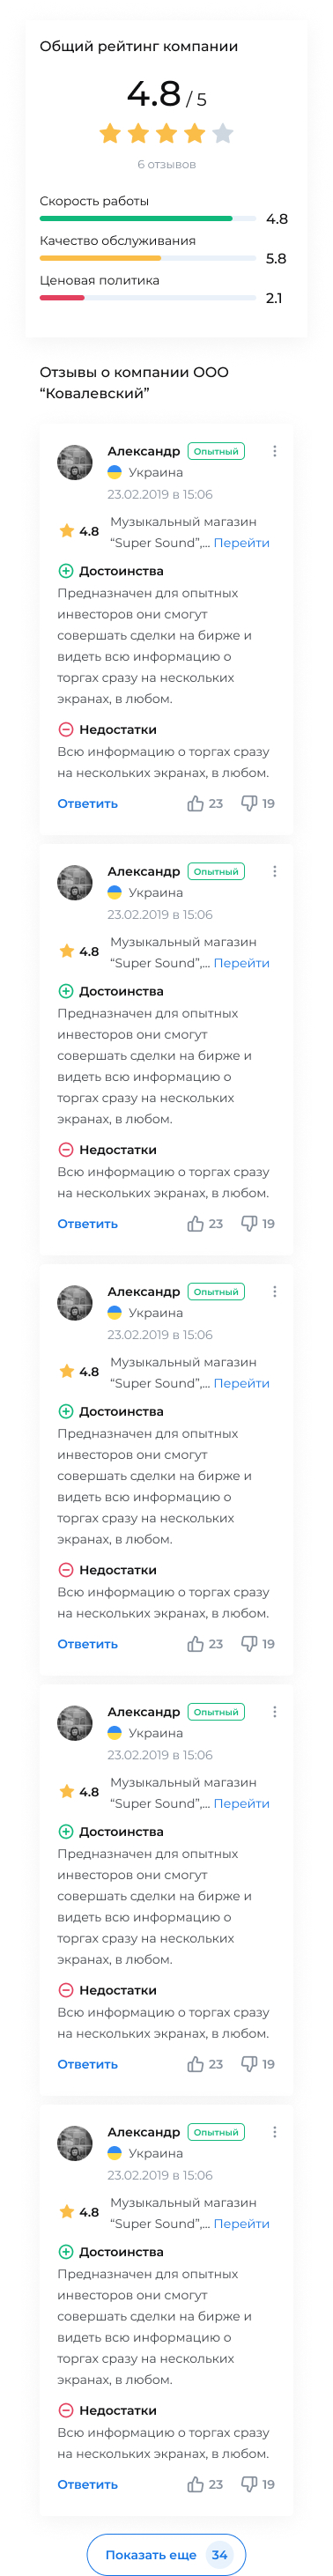 Общий рейтинг компании
4.8 / 5
6 отзывов
Скорость работы
4.8
Качество обслуживания
5.8
Ценовая политика
2.1
Отзывы о компании ООО
“Ковалевский”
Александр Опытный
Украина
23.02.2019 в 15:06
4.8 Музыкальный магазин
“Super Sound”,... Перейти
Достоинства
Предназначен для опытных
инвесторов они смогут
совершать сделки на бирже и
видеть всю информацию о
торгах сразу на нескольких
экранах, в любом.
Недостатки
Всю информацию о торгах сразу
на нескольких экранах, в любом.
Ответить 23 19
Александр Опытный
Украина
23.02.2019 в 15:06
4.8 Музыкальный магазин
“Super Sound”,... Перейти
Достоинства
Предназначен для опытных
инвесторов они смогут
совершать сделки на бирже и
видеть всю информацию о
торгах сразу на нескольких
экранах, в любом.
Недостатки
Всю информацию о торгах сразу
на нескольких экранах, в любом.
Ответить 23 19
Александр Опытный
Украина
23.02.2019 в 15:06
4.8 Музыкальный магазин
“Super Sound”,... Перейти
Достоинства
Предназначен для опытных
инвесторов они смогут
совершать сделки на бирже и
видеть всю информацию о
торгах сразу на нескольких
экранах, в любом.
Недостатки
Всю информацию о торгах сразу
на нескольких экранах, в любом.
Ответить 23 19
Александр Опытный
Украина
23.02.2019 в 15:06
4.8 Музыкальный магазин
“Super Sound”,... Перейти
Достоинства
Предназначен для опытных
инвесторов они смогут
совершать сделки на бирже и
видеть всю информацию о
торгах сразу на нескольких
экранах, в любом.
Недостатки
Всю информацию о торгах сразу
на нескольких экранах, в любом.
Ответить 23 19
Александр Опытный
Украина
23.02.2019 в 15:06
4.8 Музыкальный магазин
“Super Sound”,... Перейти
Достоинства
Предназначен для опытных
инвесторов они смогут
совершать сделки на бирже и
видеть всю информацию о
торгах сразу на нескольких
экранах, в любом.
Недостатки
Всю информацию о торгах сразу
на нескольких экранах, в любом.
Ответить 23 19
Показать еще 34